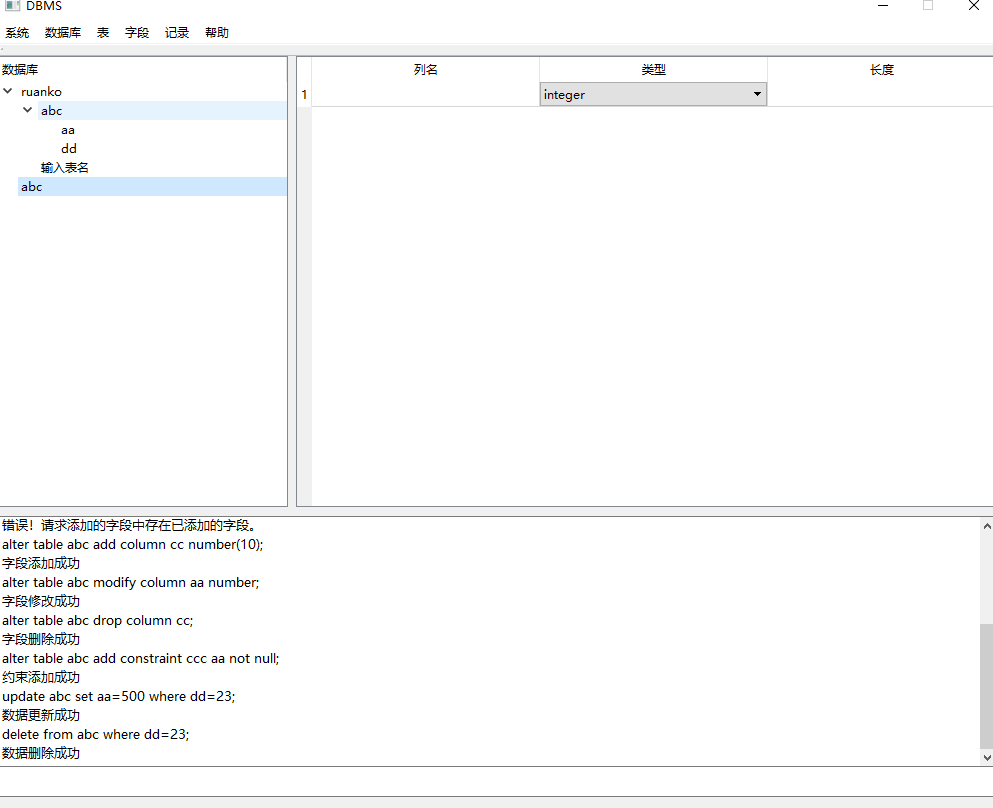 DBMS
系统 数据库 表 字段 记录 帮助
数据库
ruanko
abc
aa
dd
输入表名
abc
列名 类型 长度
1 integer
错误！请求添加的字段中存在已添加的字段。
alter table abc add column cc number(10);
字段添加成功
alter table abc modify column aa number;
字段修改成功
alter table abc drop column cc;
字段删除成功
alter table abc add constraint ccc aa not null;
约束添加成功
update abc set aa=500 where dd=23;
数据更新成功
delete from abc where dd=23;
数据删除成功